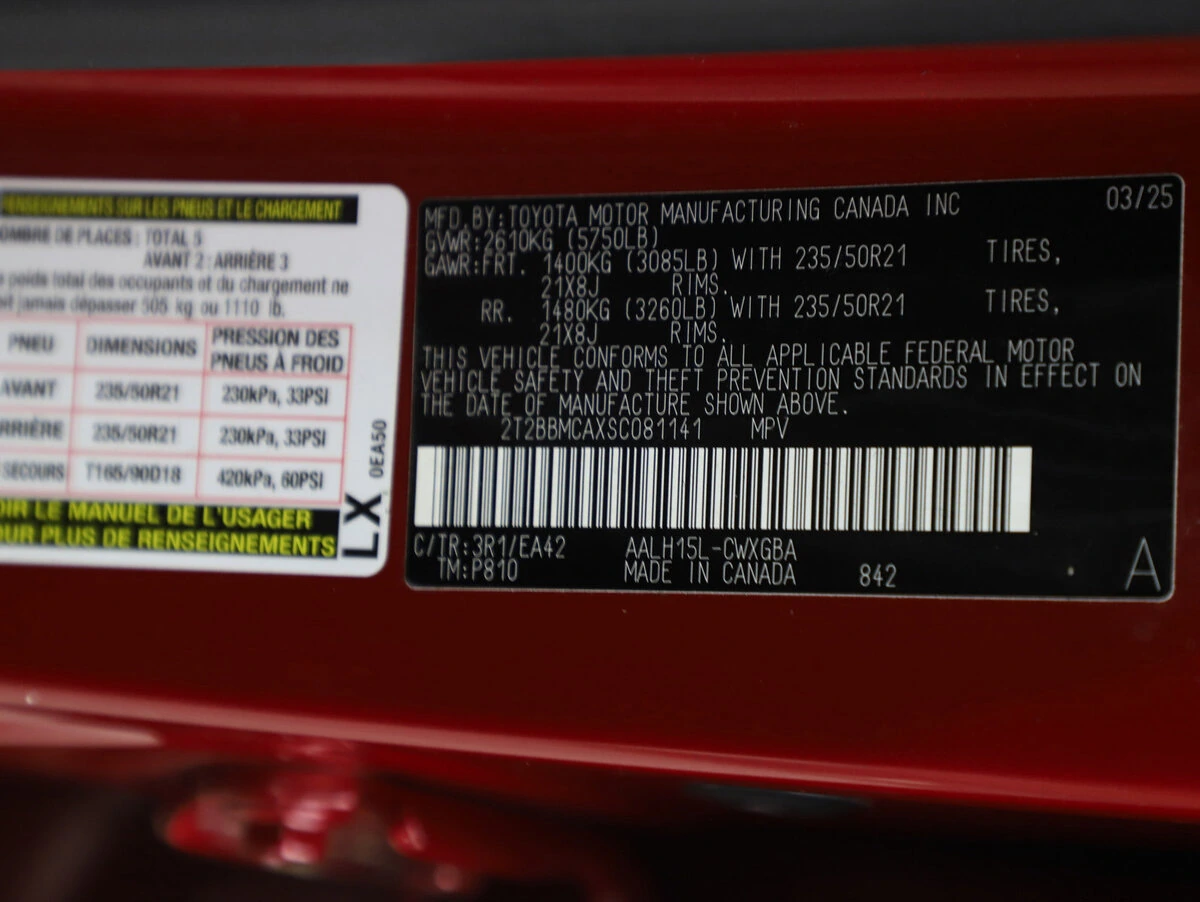 RENSEIGNEMENTS SUR LES PNEUS ET LE CHARGEMENT
NOMBRE DE PLACES: TOTAL 5
AVANT 2: ARRIÈRE 3
poids total des occupants et du chargement ne
jamais dépasser 505 kg ou 1110 lb.
PNEU DIMENSIONS PRESSION DES PNEUS À FROID
AVANT 235/50R21 230kPa, 33PSI
ARRIÈRE 235/50R21 230kPa, 33PSI
SECOURS T165/90D18 420kPa, 60PSI
LE MANUEL DE L'USAGER
PLUS DE RENSEIGNEMENTS
LX 0EA50
MFD.BY:TOYOTA MOTOR MANUFACTURING CANADA INC 03/25
GVWR:2610KG (5750LB)
GAWR:FRT. 1400KG (3085LB) WITH 235/50R21 TIRES,
21X8J RIMS.
RR. 1480KG (3260LB) WITH 235/50R21 TIRES,
21X8J RIMS.
THIS VEHICLE CONFORMS TO ALL APPLICABLE FEDERAL MOTOR
VEHICLE SAFETY AND THEFT PREVENTION STANDARDS IN EFFECT ON
THE DATE OF MANUFACTURE SHOWN ABOVE.
2T2BBMCAXSC081141 MPV
C/TR:3R1/EA42 AALH15L-CWXGBA
TM:P810 MADE IN CANADA 842 A